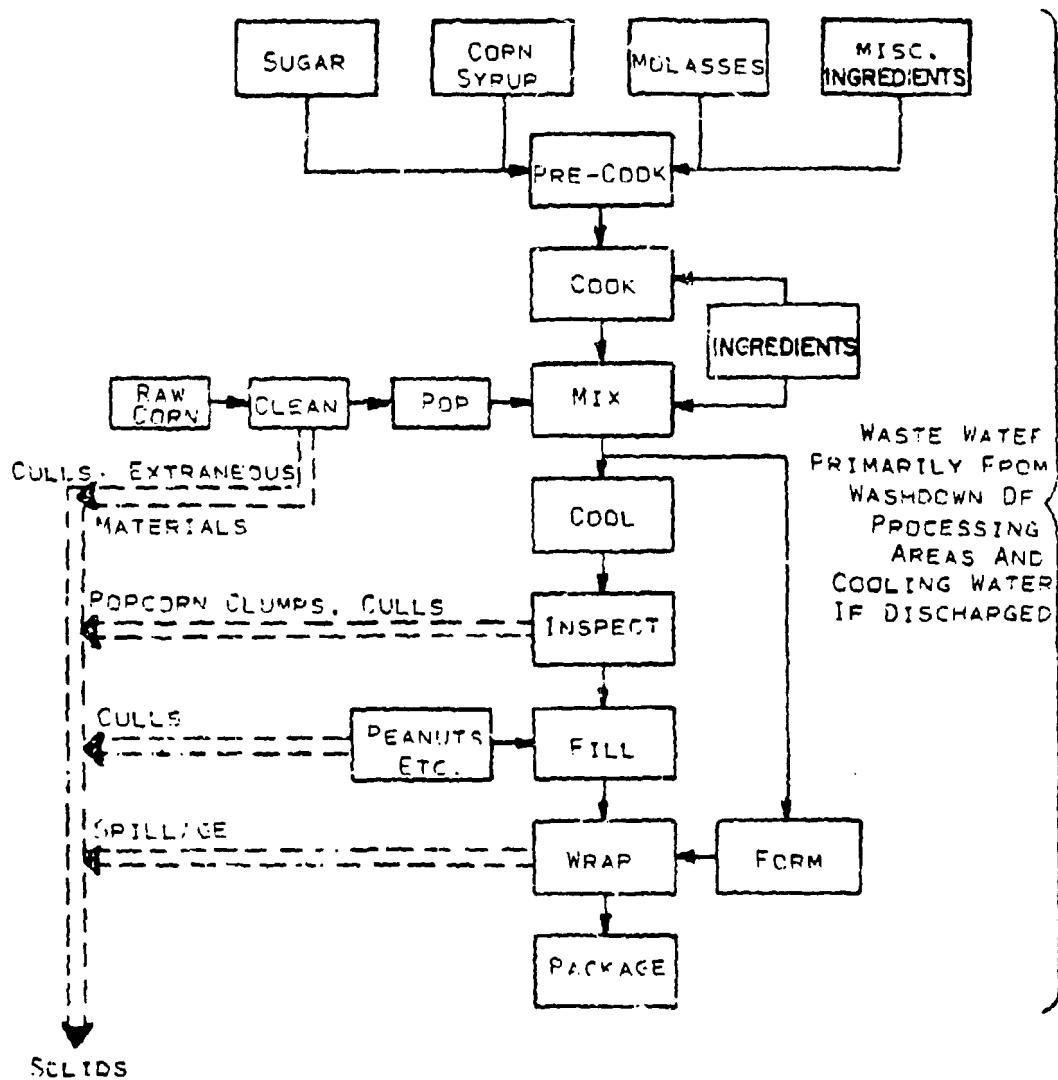 SUGAR
CORN
SYRUP
MOLASSES
MISC.
INGREDIENTS
PRE-COOK
COOK
INGREDIENTS
RAW
CORN
CLEAN
POP
MIX
CULLS. EXTRANEOUS
MATERIALS
WASTE WATER
PRIMARILY FROM
WASHDOWN OF
PROCESSING
AREAS AND
COOLING WATER
IF DISCHARGED
COOL
POPCORN CLUMPS. CULLS
INSPECT
CULLS
PEANUTS
ETC.
FILL
SPILLAGE
WRAP
FORM
PACKAGE
SOLIDS